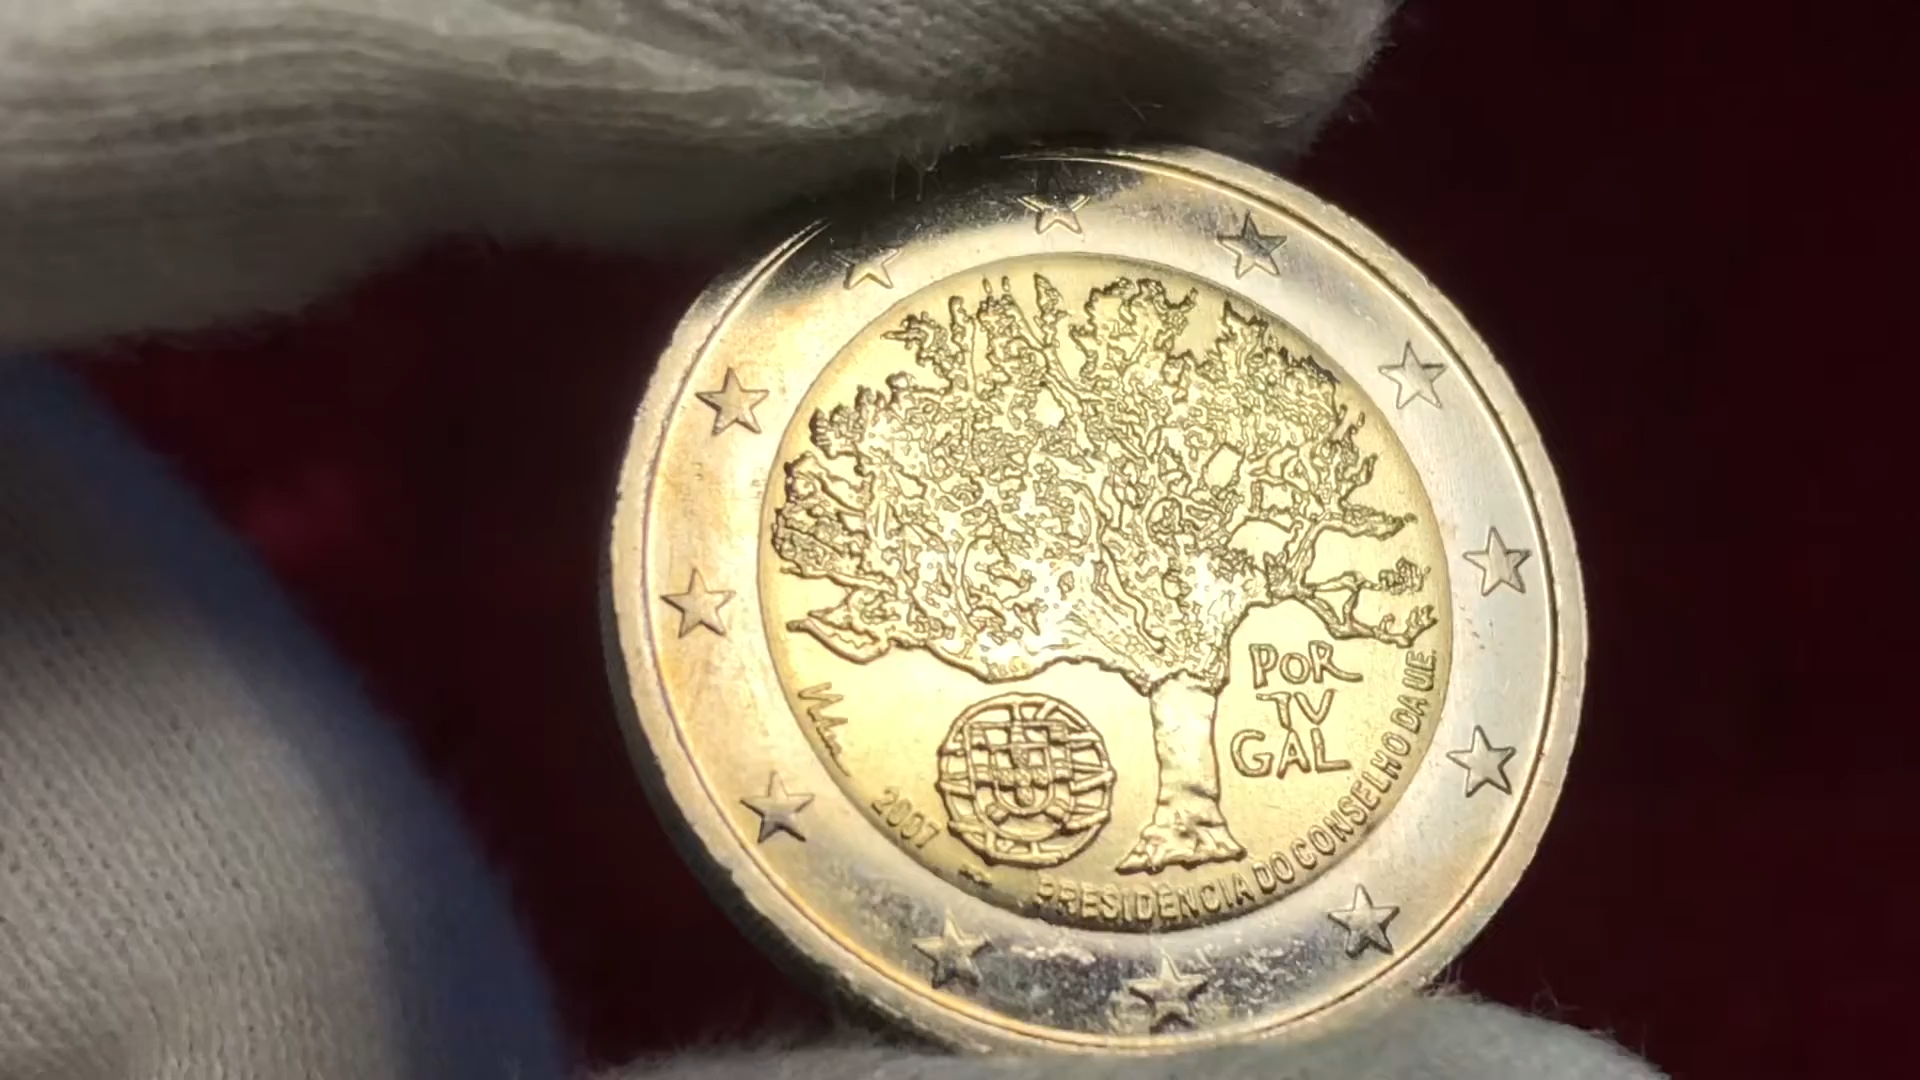 POR
TV
GAL
2007
PRESIDÊNCIA DO CONSELHO DA UE